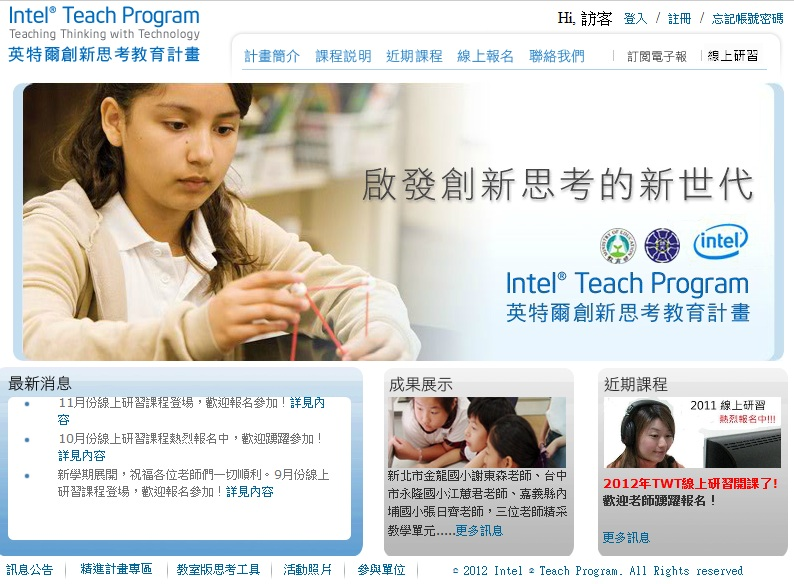 Intel® Teach Program
Teaching Thinking with Technology
英特爾創新思考教育計畫
Hi, 訪客 登入 / 註冊 / 忘記帳號密碼
計畫簡介 課程說明 近期課程 線上報名 聯絡我們 | 訂閱電子報 | 線上研習
啟發創新思考的新世代
MINISTRY OF EDUCATION
intel
Intel® Teach Program
英特爾創新思考教育計畫
最新消息
11月份線上研習課程登場，歡迎報名參加！詳見內
容
10月份線上研習課程熱烈報名中，歡迎踴躍參加！
詳見內容
新學期展開，祝福各位老師們一切順利。9月份線上
研習課程登場，歡迎報名參加！詳見內容
成果展示
新北市金龍國小謝東森老師、台中
市永隆國小江慧君老師、嘉義縣內
埔國小張日齊老師，三位老師精采
教學單元.....更多訊息
近期課程
2011 線上研習
熱烈報名中!!!
2012年TWT線上研習開課了!
歡迎老師踴躍報名！
更多訊息
訊息公告 | 精進計畫專區 | 教室版思考工具 | 活動照片 | 參與單位 | © 2012 Intel ® Teach Program. All Rights reserved